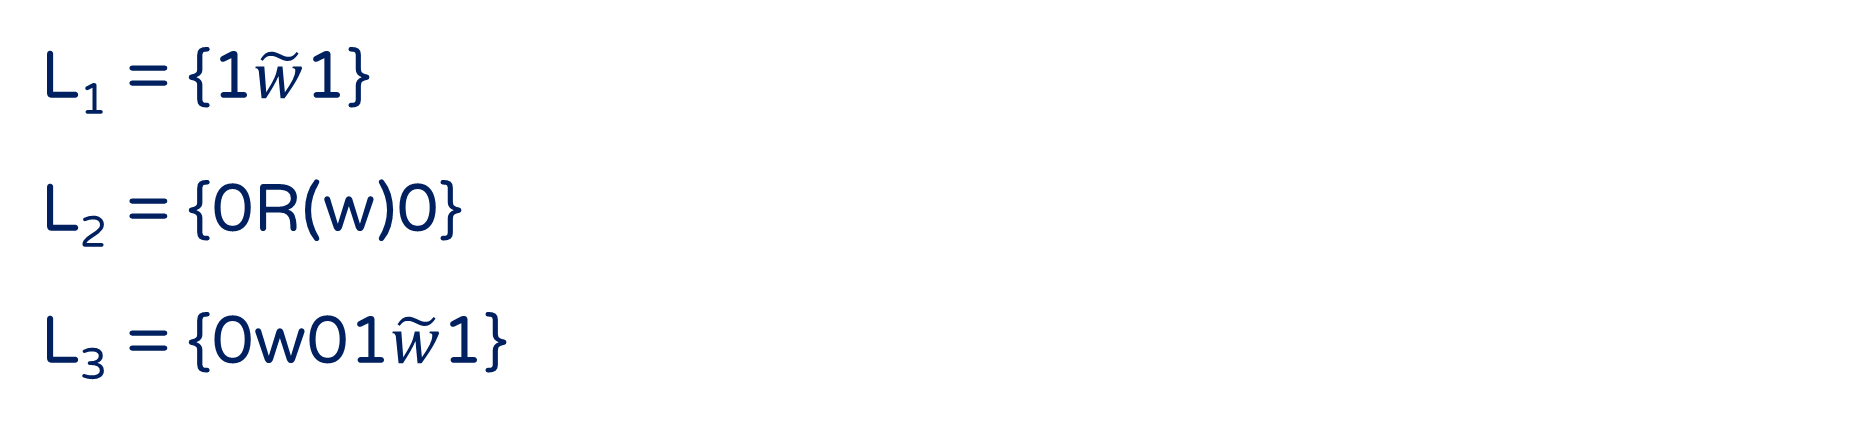 L₁ = {1w̃1}
L₂ = {0R(w)0}
L₃ = {0w01w̃1}